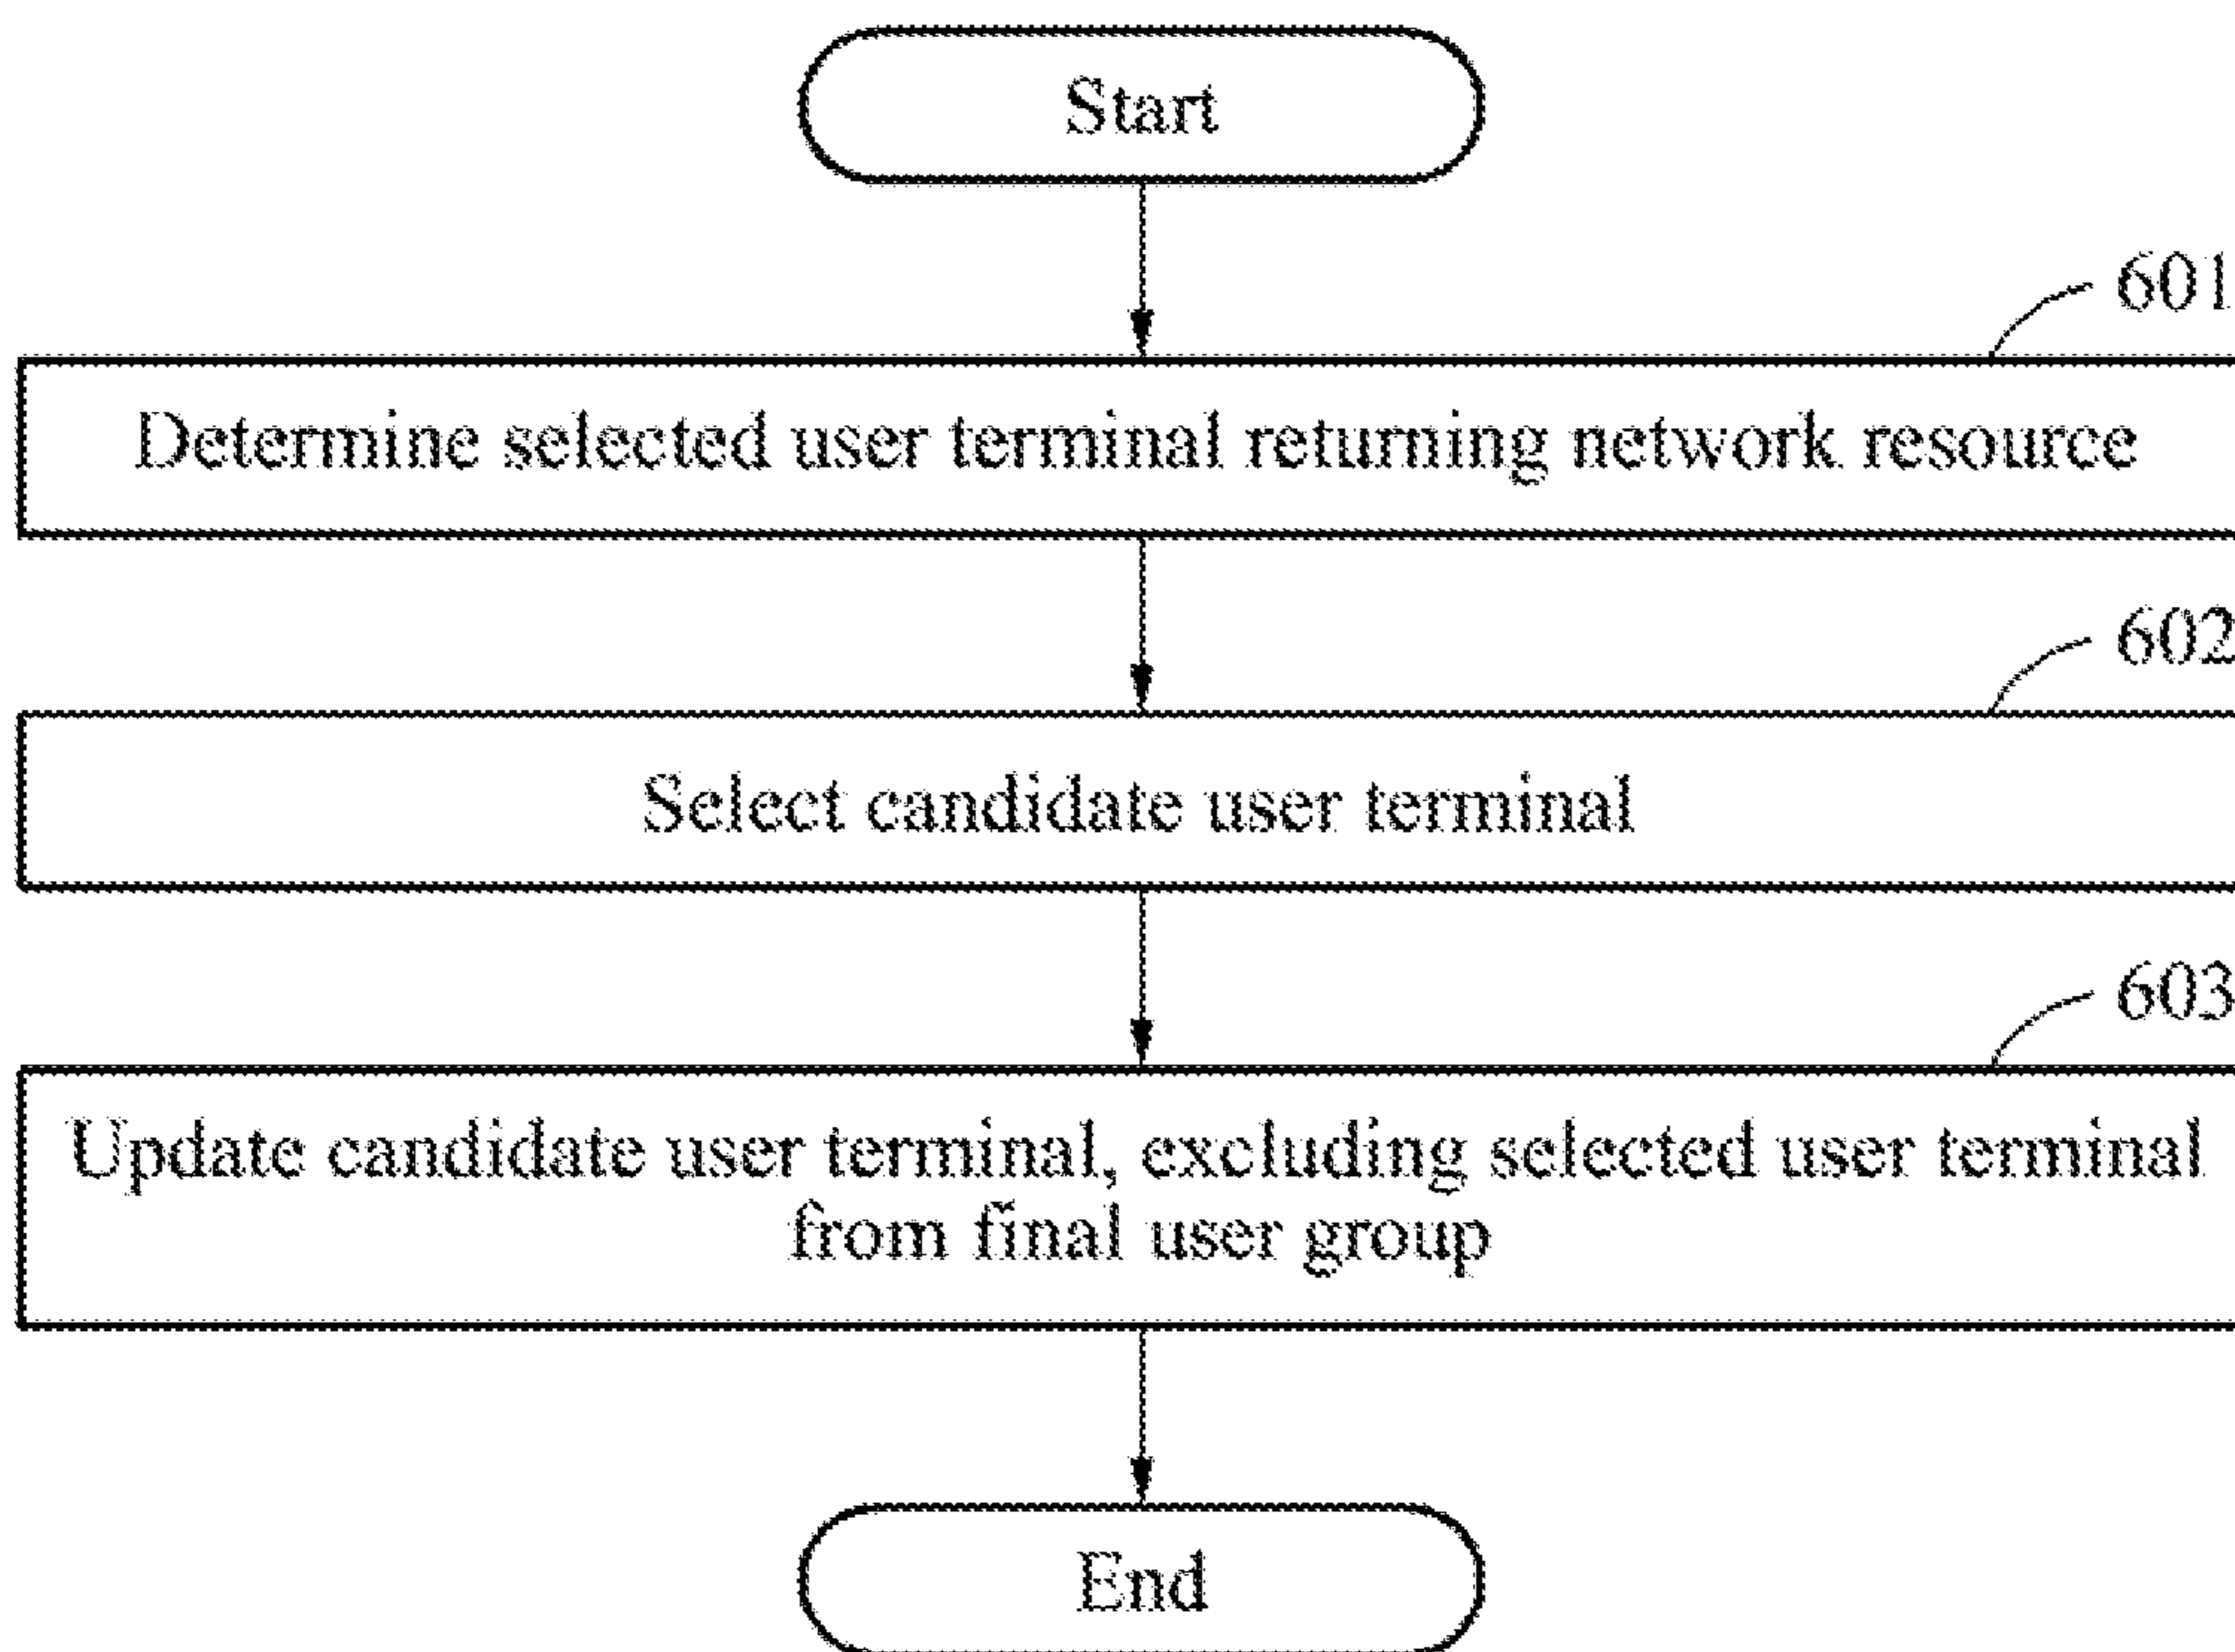 Start
601
Determine selected user terminal returning network resource
602
Select candidate user terminal
603
Update candidate user terminal, excluding selected user terminal
from final user group
End